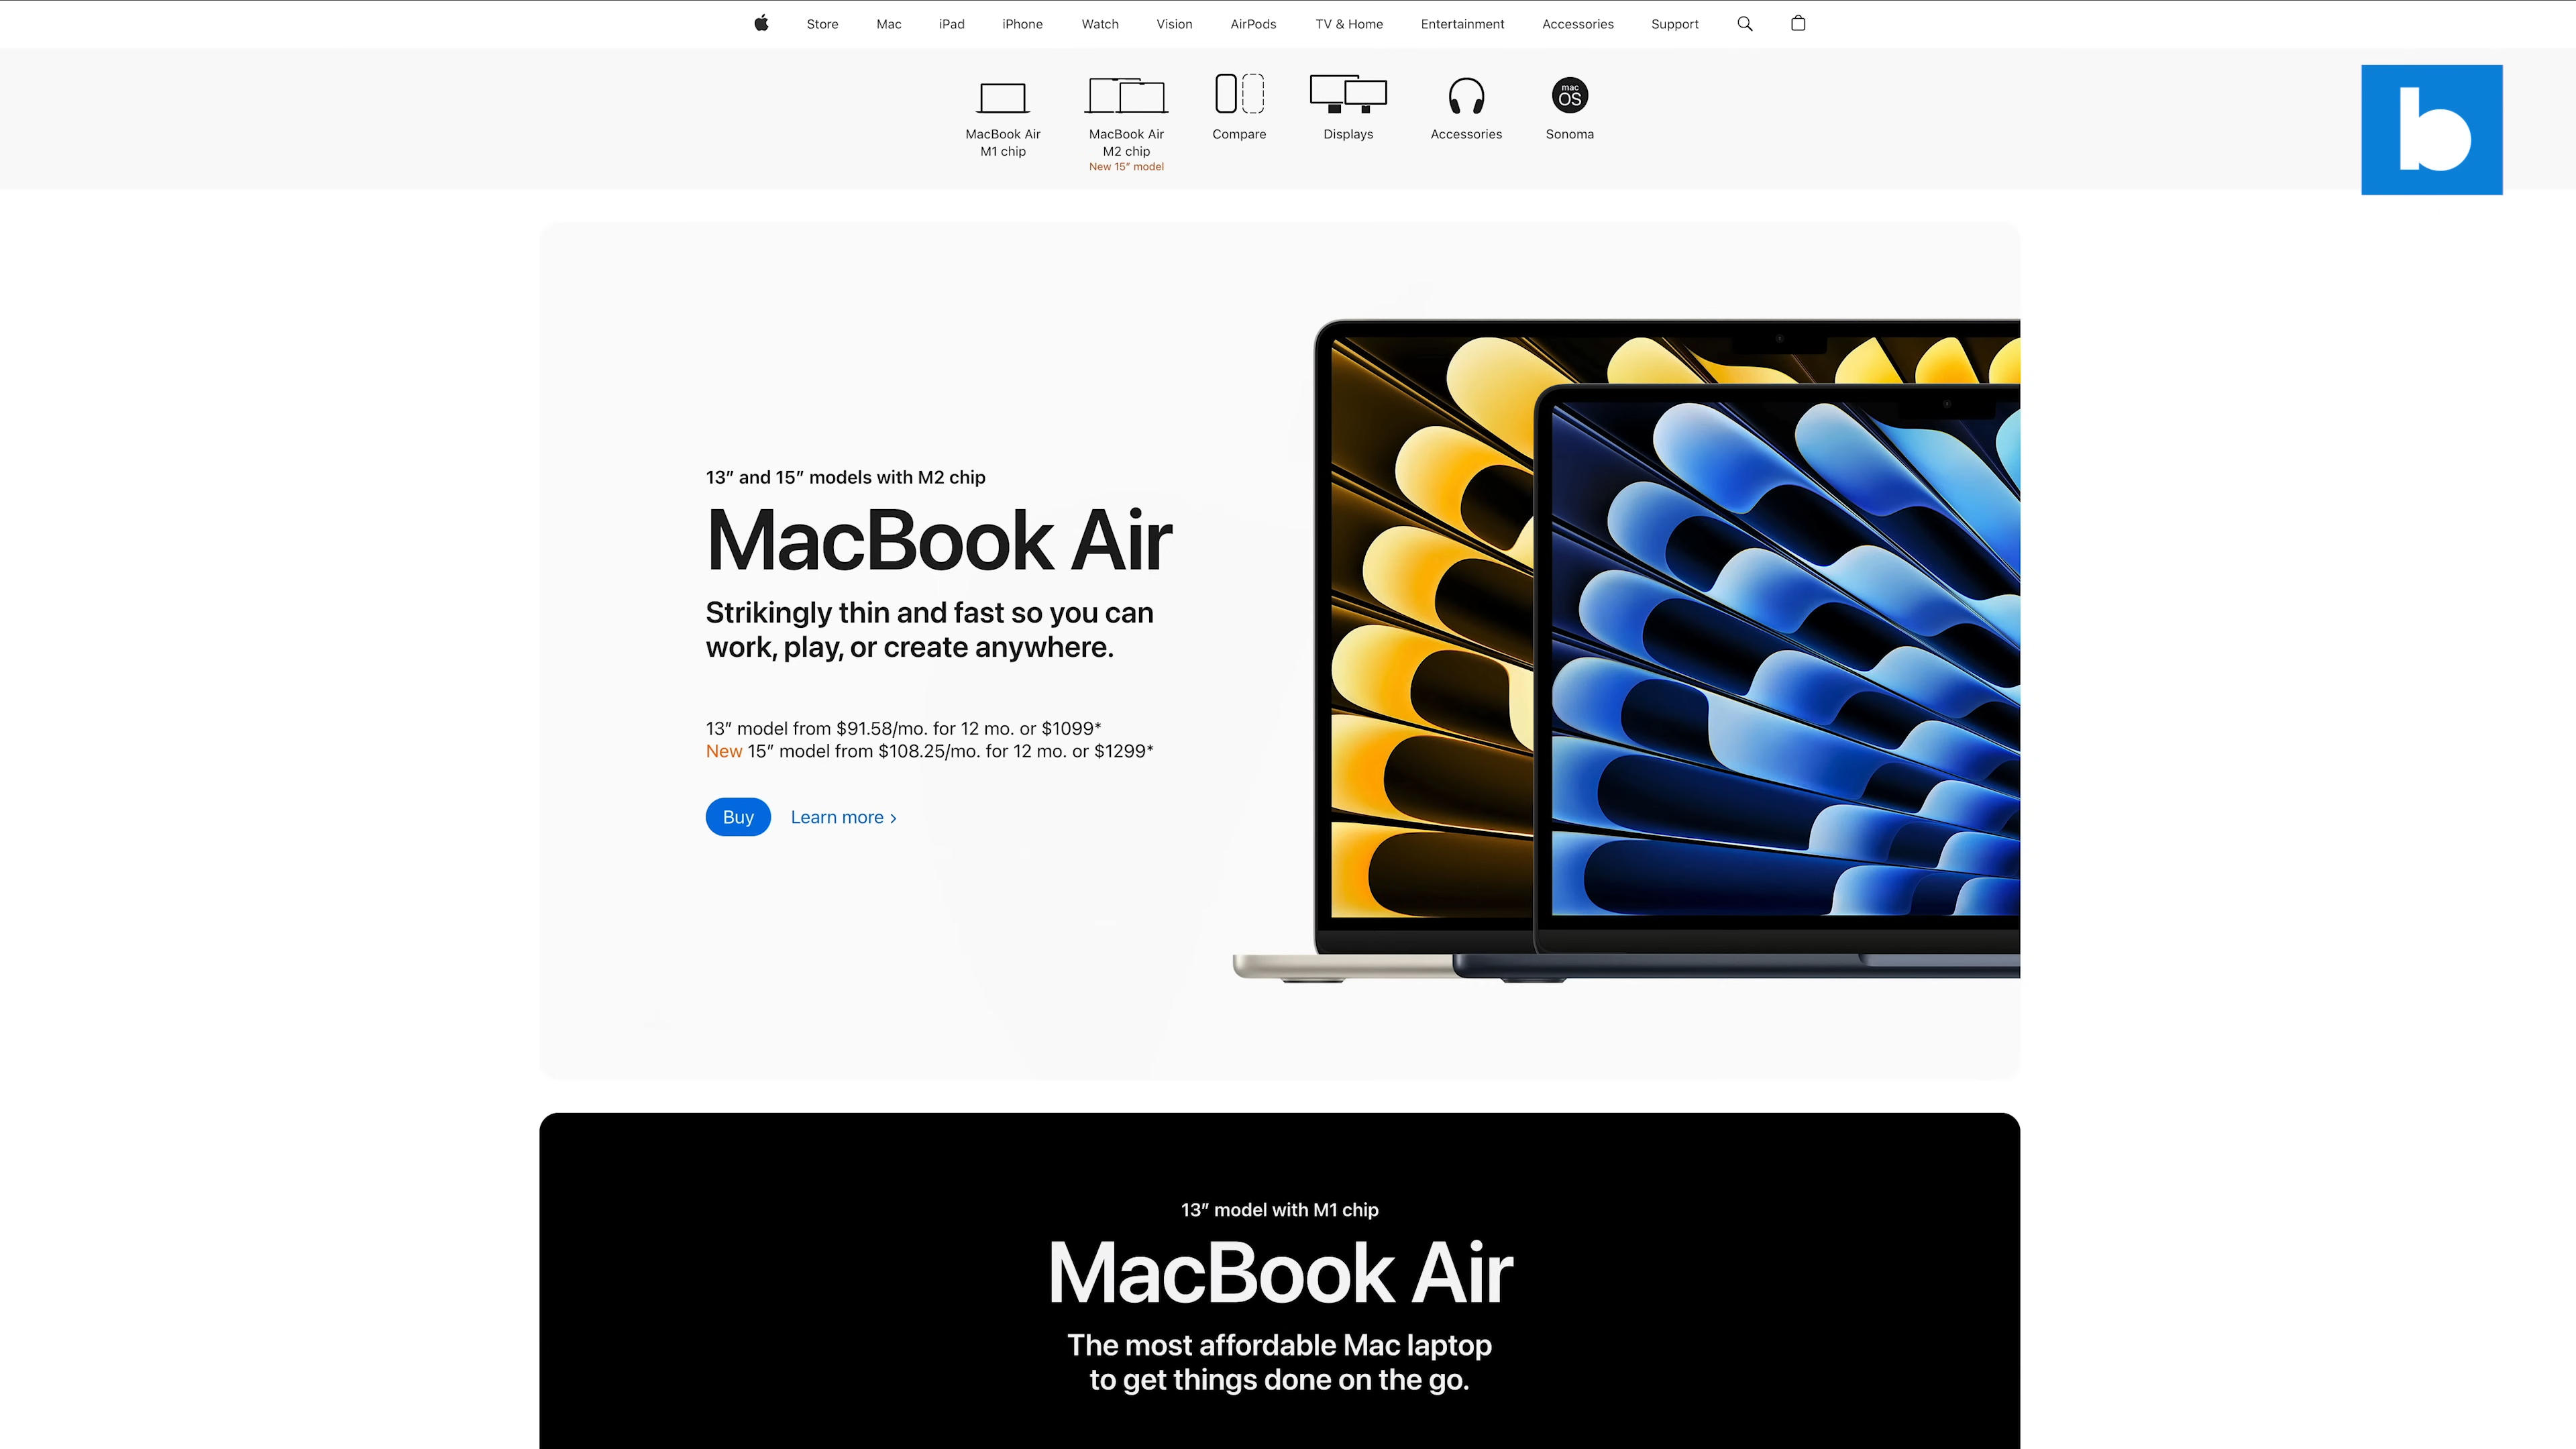 Store Mac iPad iPhone Watch Vision AirPods TV & Home Entertainment Accessories Support
MacBook Air
M1 chip
MacBook Air
M2 chip
New 15″ model
Compare
Displays
Accessories
mac
OS
Sonoma
b
13″ and 15″ models with M2 chip
MacBook Air
Strikingly thin and fast so you can
work, play, or create anywhere.
13″ model from $91.58/mo. for 12 mo. or $1099*
New 15″ model from $108.25/mo. for 12 mo. or $1299*
Buy Learn more >
13″ model with M1 chip
MacBook Air
The most affordable Mac laptop
to get things done on the go.